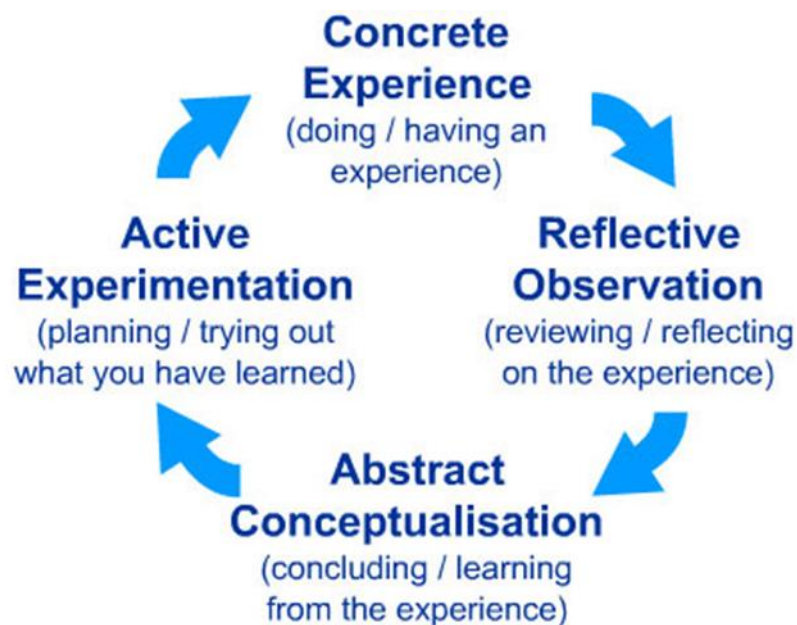 Concrete
Experience
(doing / having an
experience)
Reflective
Observation
(reviewing / reflecting
on the experience)
Abstract
Conceptualisation
(concluding / learning
from the experience)
Active
Experimentation
(planning / trying out
what you have learned)